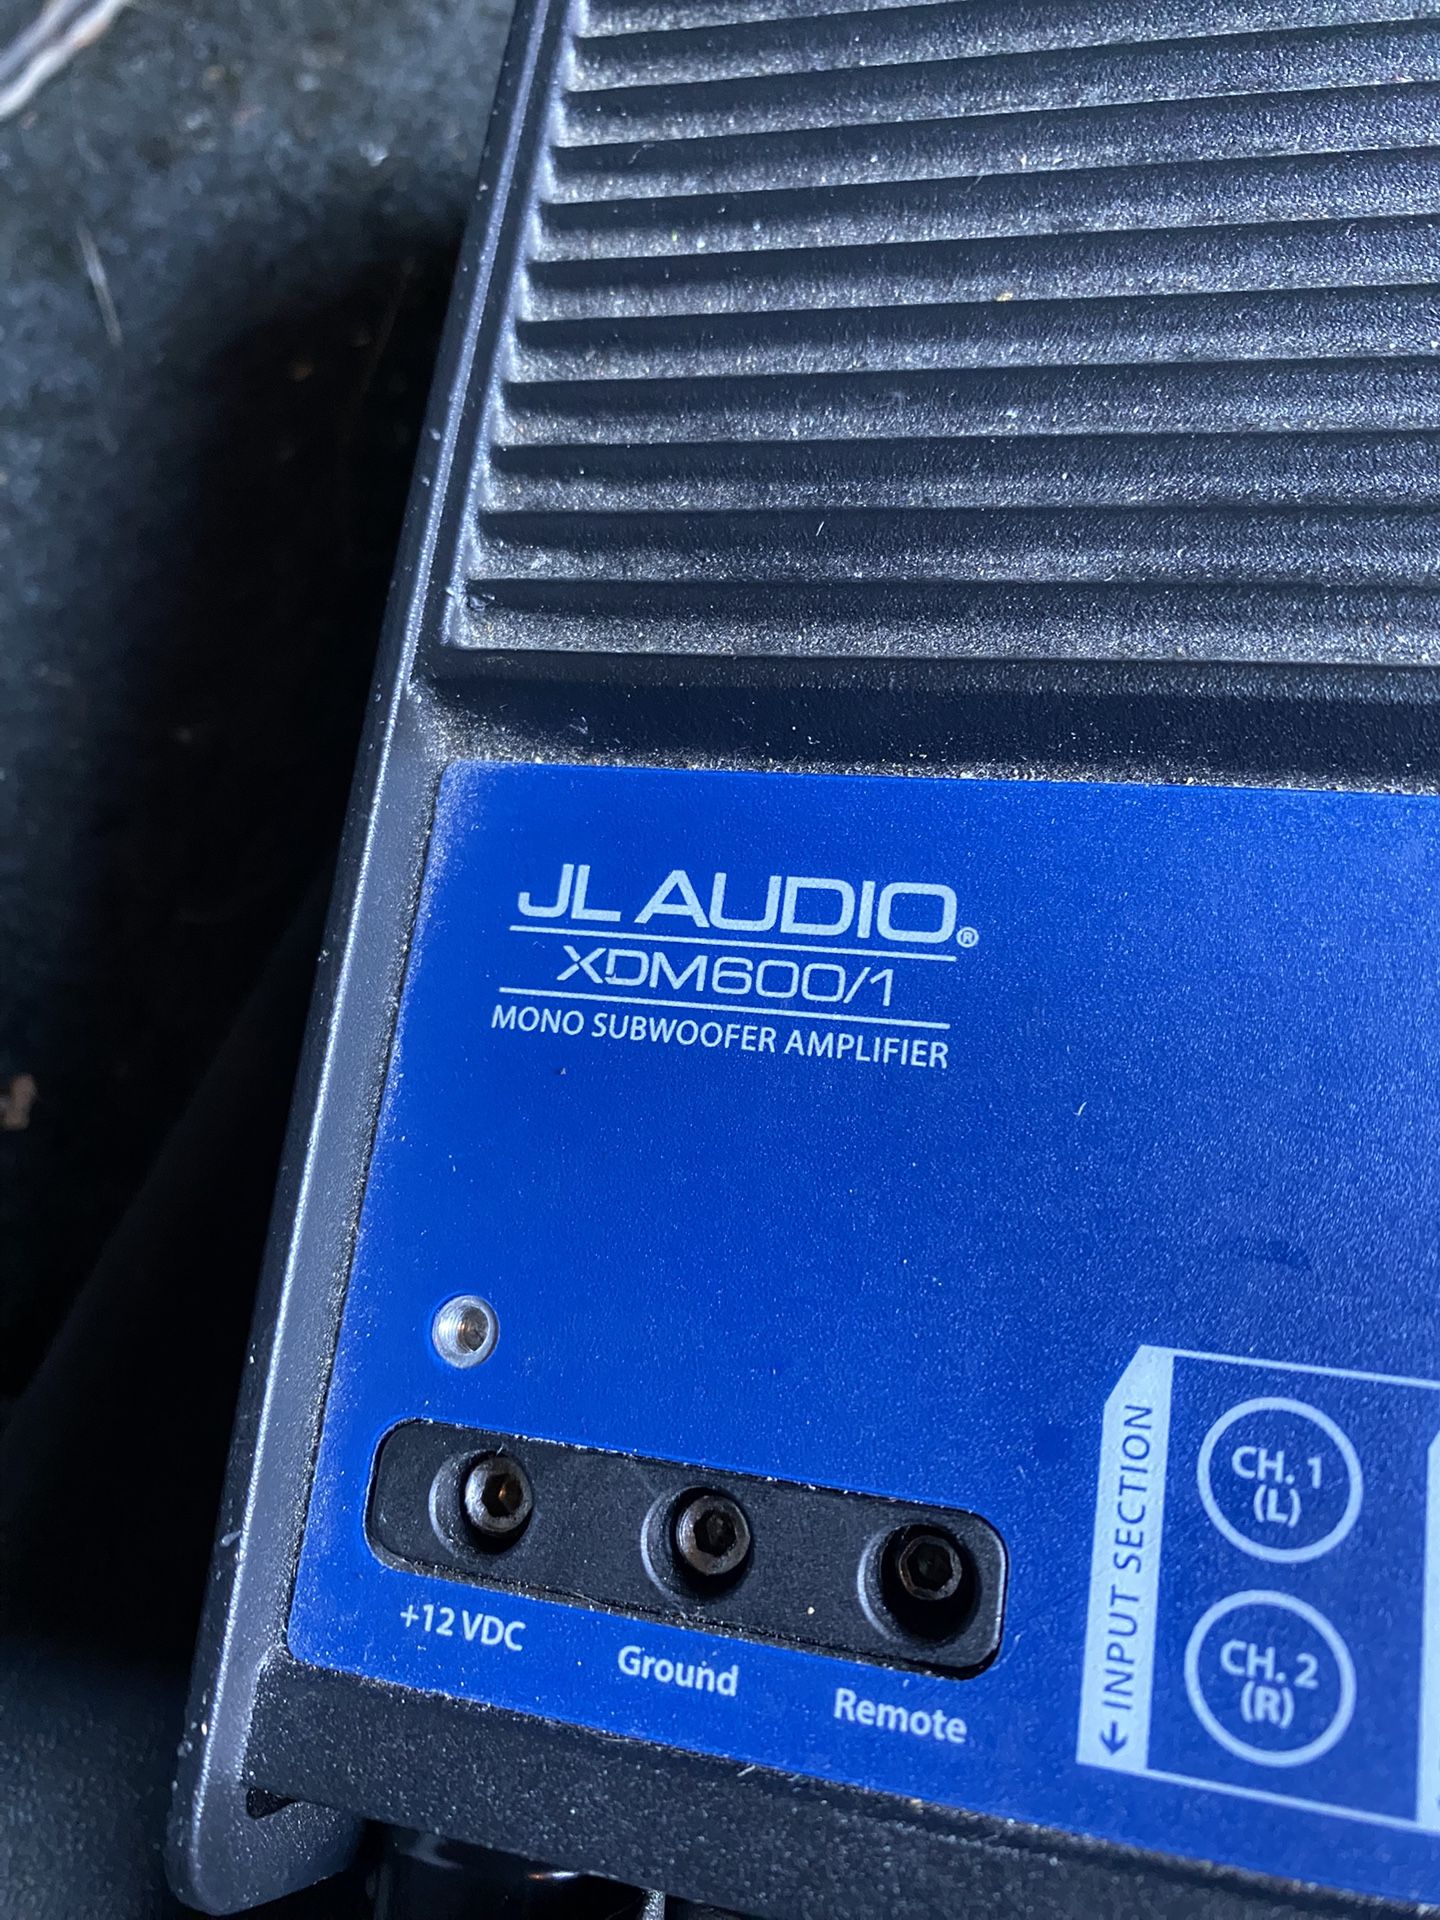 JL AUDIO®
XDM600/1
MONO SUBWOOFER AMPLIFIER
+12 VDC
Ground
Remote
← INPUT SECTION
CH. 1
(L)
CH. 2
(R)